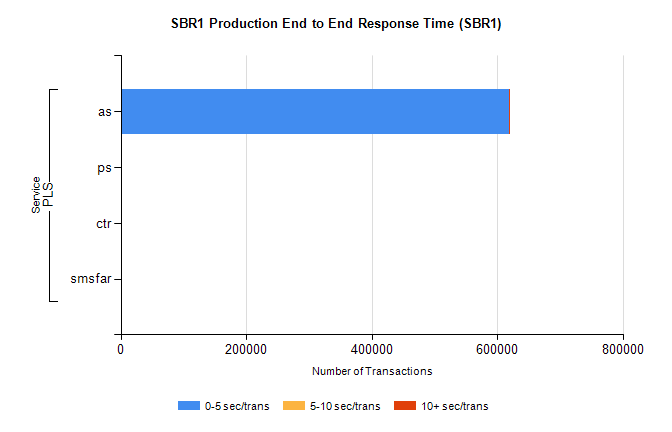 SBR1 Production End to End Response Time (SBR1)
as
ps
ctr
smsfar
Service
PLS
0 200000 400000 600000 800000
Number of Transactions
0-5 sec/trans 5-10 sec/trans 10+ sec/trans